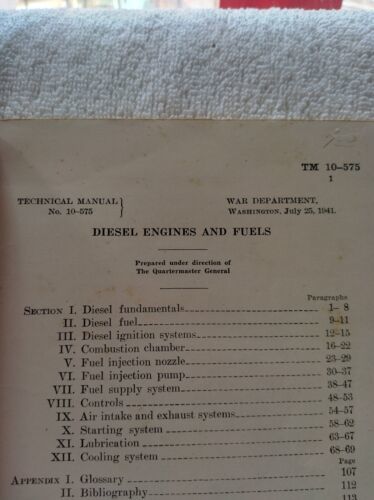 TM 10-575
1
TECHNICAL MANUAL } WAR DEPARTMENT,
No. 10-575 WASHINGTON, July 25, 1941.
DIESEL ENGINES AND FUELS
Prepared under direction of
The Quartermaster General
Paragraphs
SECTION I. Diesel fundamentals 1-8
II. Diesel fuel 9-11
III. Diesel ignition systems 12-15
IV. Combustion chamber 16-22
V. Fuel injection nozzle 23-29
VI. Fuel injection pump 30-37
VII. Fuel supply system 38-47
VIII. Controls 48-53
IX. Air intake and exhaust systems 54-57
X. Starting system 58-62
XI. Lubrication 63-67
XII. Cooling system 68-69
Page
APPENDIX I. Glossary 107
II. Bibliography 112
113